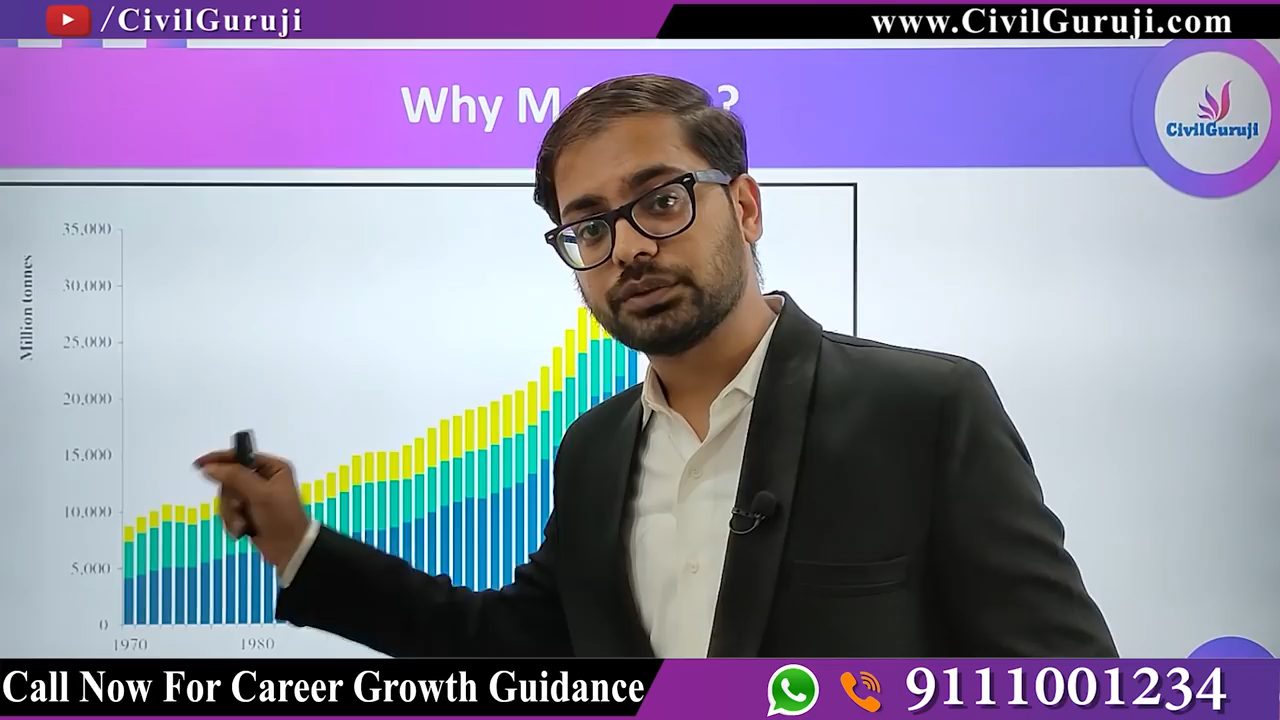 /CivilGuruji
www.CivilGuruji.com
Why M ?
CivilGuruji
35,000
30,000
25,000
20,000
15,000
10,000
5,000
0
Million tonnes
1970
1980
Call Now For Career Growth Guidance
9111001234